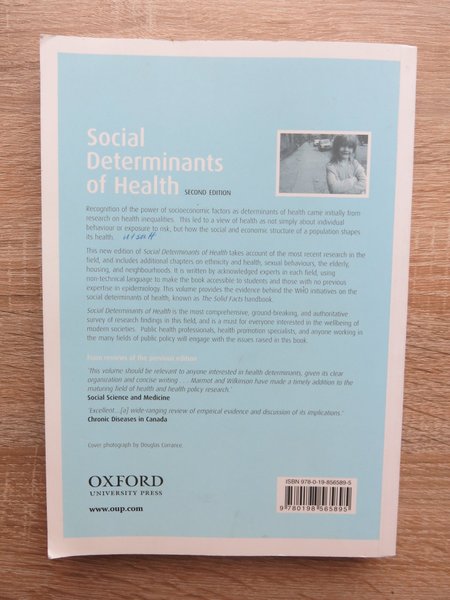 Social
Determinants
of Health SECOND EDITION
Recognition of the power of socioeconomic factors as determinants of health came initially from
research on health inequalities. This led to a view of health as not simply about individual
behaviour or exposure to risk, but how the social and economic structure of a population shapes
its health.
This new edition of Social Determinants of Health takes account of the most recent research in the
field, and includes additional chapters on ethnicity and health, sexual behaviours, the elderly,
housing, and neighbourhoods. It is written by acknowledged experts in each field, using
non-technical language to make the book accessible to students and those with no previous
expertise in epidemiology. This volume provides the evidence behind the WHO initiatives on the
social determinants of health, known as The Solid Facts handbook.
Social Determinants of Health is the most comprehensive, ground-breaking, and authoritative
survey of research findings in this field, and is a must for everyone interested in the wellbeing of
modern societies. Public health professionals, health promotion specialists, and anyone working in
the many fields of public policy will engage with the issues raised in this book.
From reviews of the previous edition
'This volume should be relevant to anyone interested in health determinants, given its clear
organization and concise writing . . . Marmot and Wilkinson have made a timely addition to the
maturing field of health and health policy research.'
Social Science and Medicine
'Excellent...[a] wide-ranging review of empirical evidence and discussion of its implications.'
Chronic Diseases in Canada
Cover photograph by Douglas Corrance
OXFORD
UNIVERSITY PRESS
www.oup.com
ISBN 978-0-19-856589-5
9 780198 565895